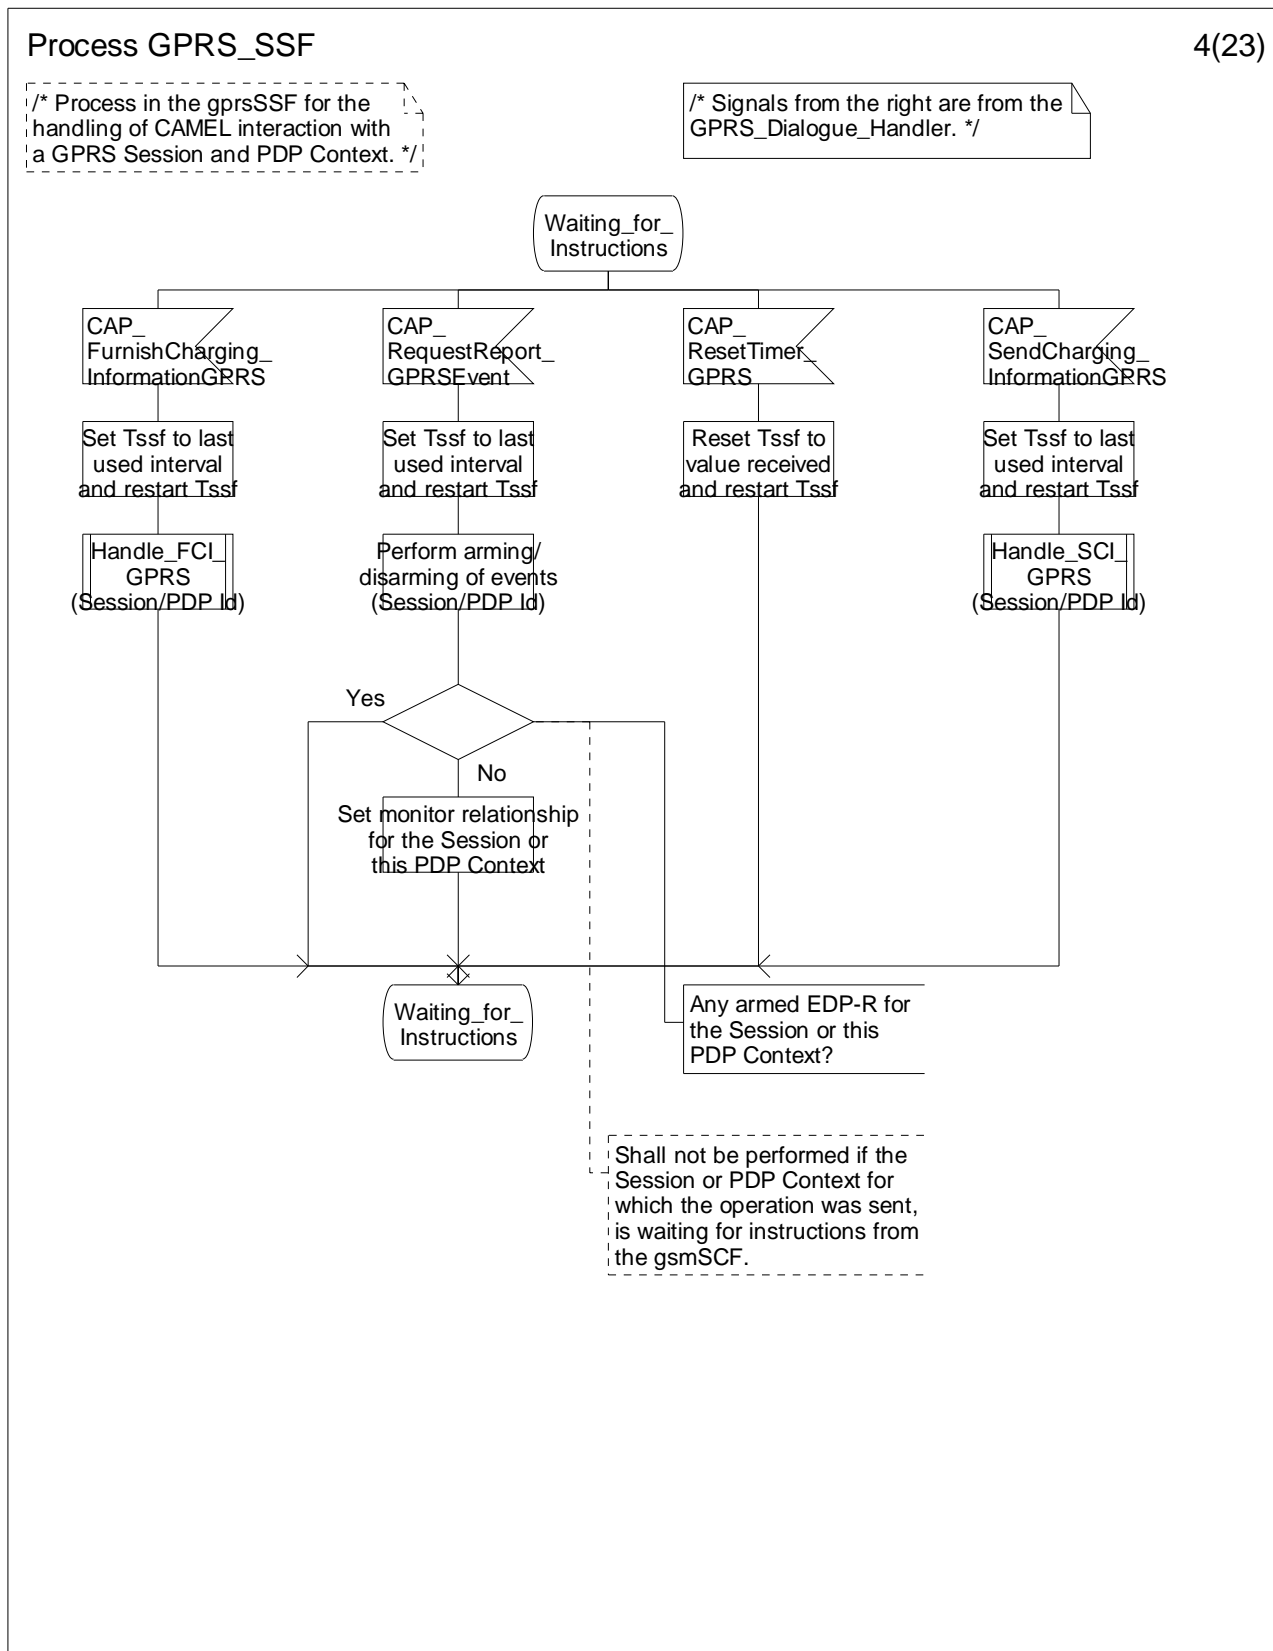 Process GPRS_SSF
4(23)
/* Process in the gprsSSF for the
handling of CAMEL interaction with
a GPRS Session and PDP Context. */
/* Signals from the right are from the
GPRS_Dialogue_Handler. */
Waiting_for_
Instructions
CAP_
FurnishCharging_
InformationGPRS
CAP_
RequestReport_
GPRSEvent
CAP_
ResetTimer_
GPRS
CAP_
SendCharging_
InformationGPRS
Set Tssf to last
used interval
and restart Tssf
Set Tssf to last
used interval
and restart Tssf
Reset Tssf to
value received
and restart Tssf
Set Tssf to last
used interval
and restart Tssf
Handle_FCI_
GPRS
(Session/PDP Id)
Perform arming/
disarming of events
(Session/PDP Id)
Handle_SCI_
GPRS
(Session/PDP Id)
Yes
No
Set monitor relationship
for the Session or
this PDP Context
Waiting_for_
Instructions
Any armed EDP-R for
the Session or this
PDP Context?
Shall not be performed if the
Session or PDP Context for
which the operation was sent,
is waiting for instructions from
the gsmSCF.